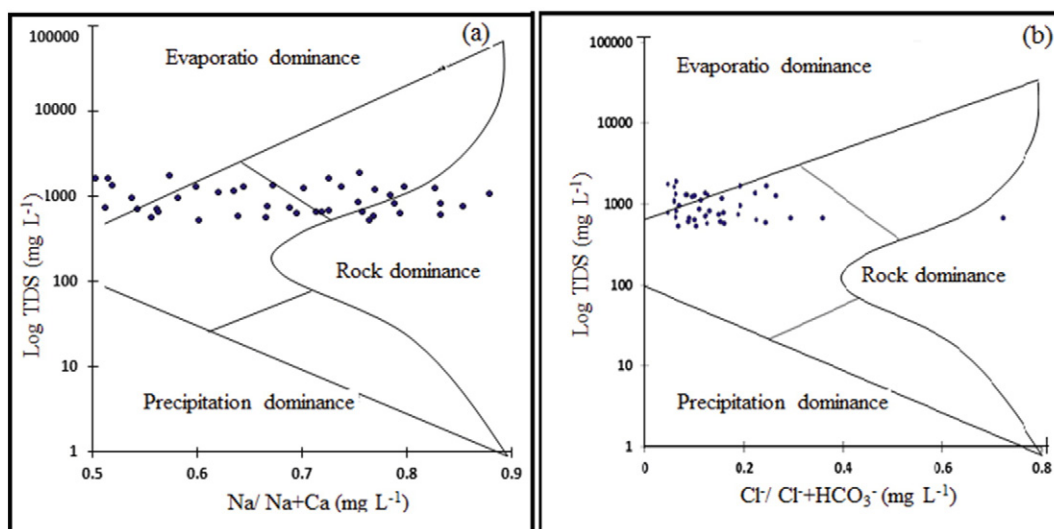 (a)
100000
10000
1000
100
10
1
Log TDS (mg L⁻¹)
Evaporatio dominance
Rock dominance
Precipitation dominance
0.5 0.6 0.7 0.8 0.9
Na/ Na+Ca (mg L⁻¹)
(b)
100000
10000
1000
100
10
1
Log TDS (mg L⁻¹)
Evaporatio dominance
Rock dominance
Precipitation dominance
0 0.2 0.4 0.6 0.8
Cl⁻/ Cl⁻+HCO₃⁻ (mg L⁻¹)